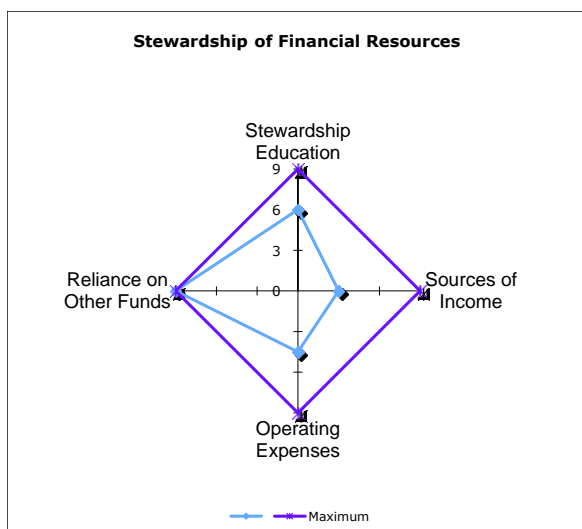 Stewardship of Financial Resources
Stewardship
Education
9
6
3
0
Reliance on
Other Funds
Sources of
Income
Operating
Expenses
Maximum